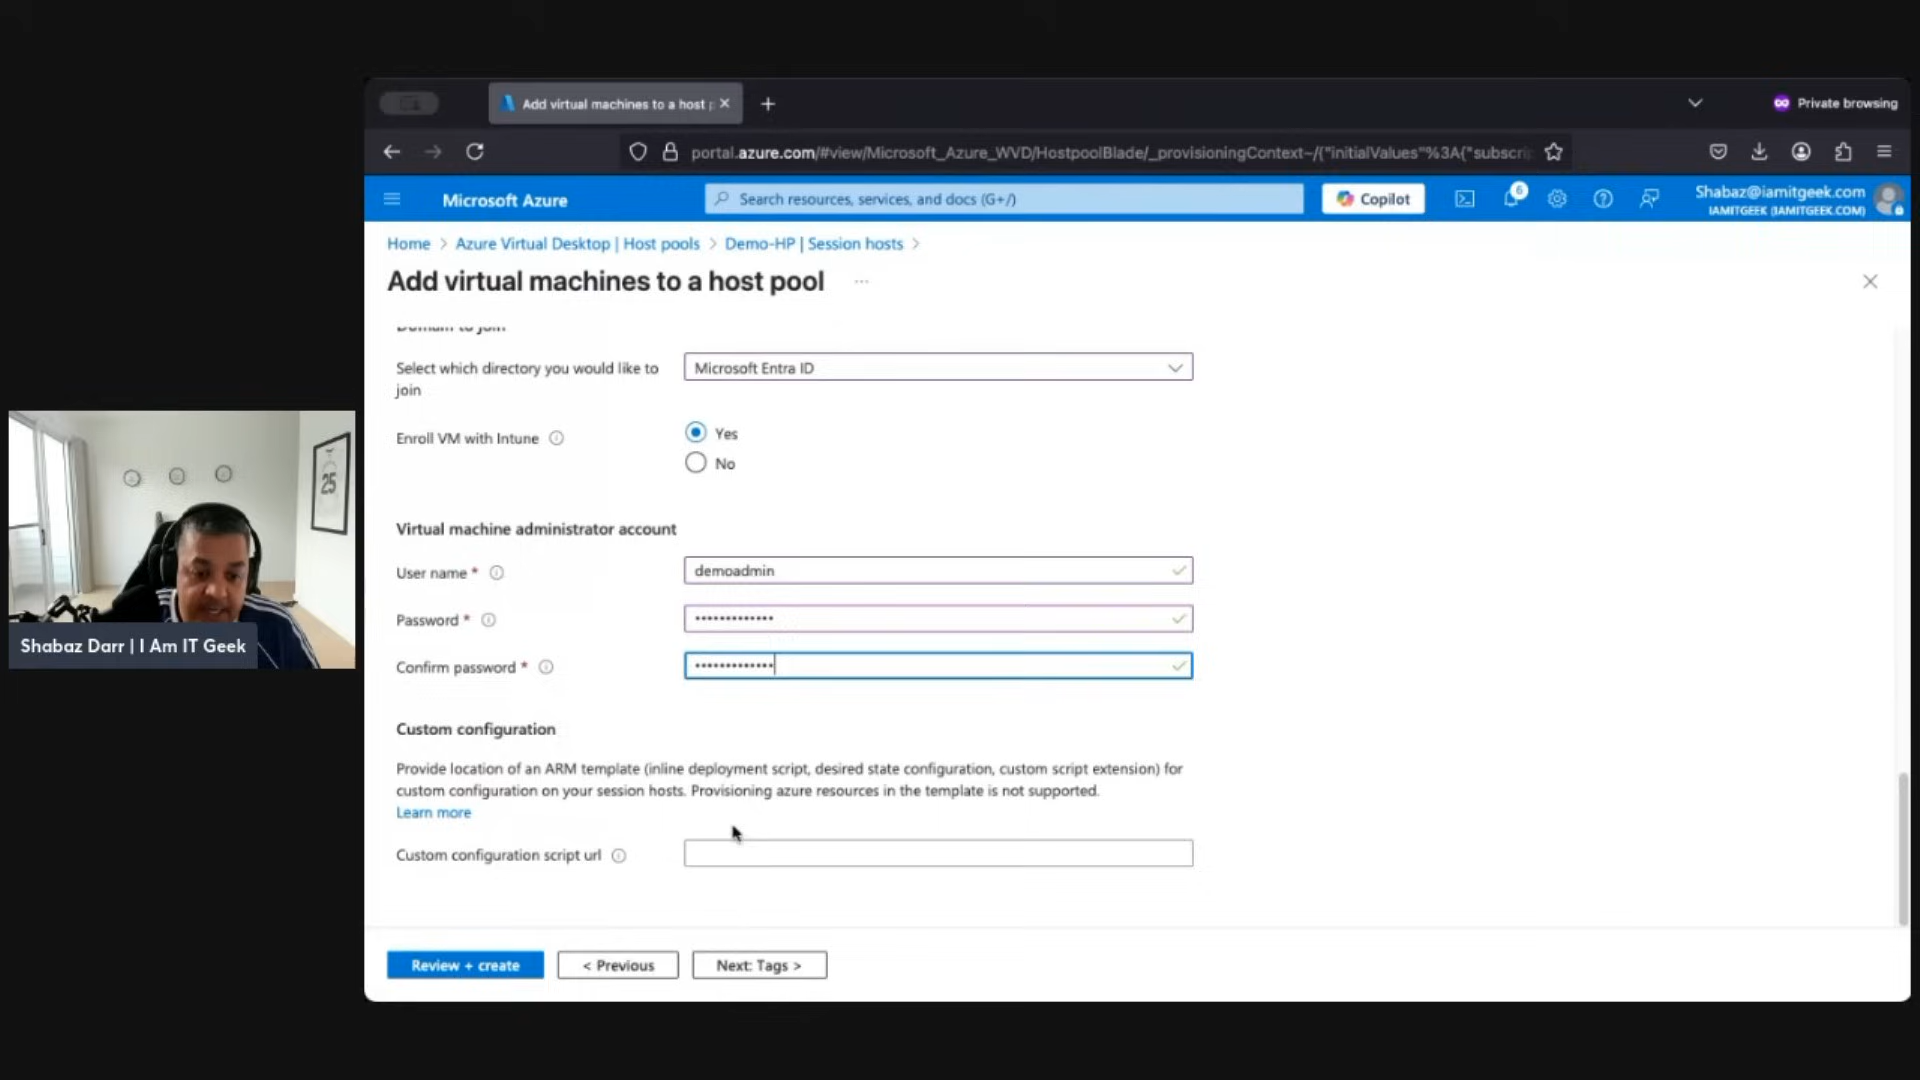 Add virtual machines to a host p
Private browsing
portal.azure.com/#view/Microsoft_Azure_WVD/HostpoolBlade/_provisioningContext~/{"initialValues"%3A{"subscri
Microsoft Azure
Search resources, services, and docs (G+/)
Copilot
6
Shabaz@iamitgeek.com
IAMITGEEK (IAMITGEEK.COM)
Home > Azure Virtual Desktop | Host pools > Demo-HP | Session hosts >
Add virtual machines to a host pool
Domain to join
Select which directory you would like to join
Microsoft Entra ID
Enroll VM with Intune
Yes
No
Virtual machine administrator account
User name *
demoadmin
Password *
•••••••••••••
Confirm password *
•••••••••••••
Custom configuration
Provide location of an ARM template (inline deployment script, desired state configuration, custom script extension) for
custom configuration on your session hosts. Provisioning azure resources in the template is not supported.
Learn more
Custom configuration script url
Review + create
< Previous
Next: Tags >
25
Shabaz Darr | I Am IT Geek